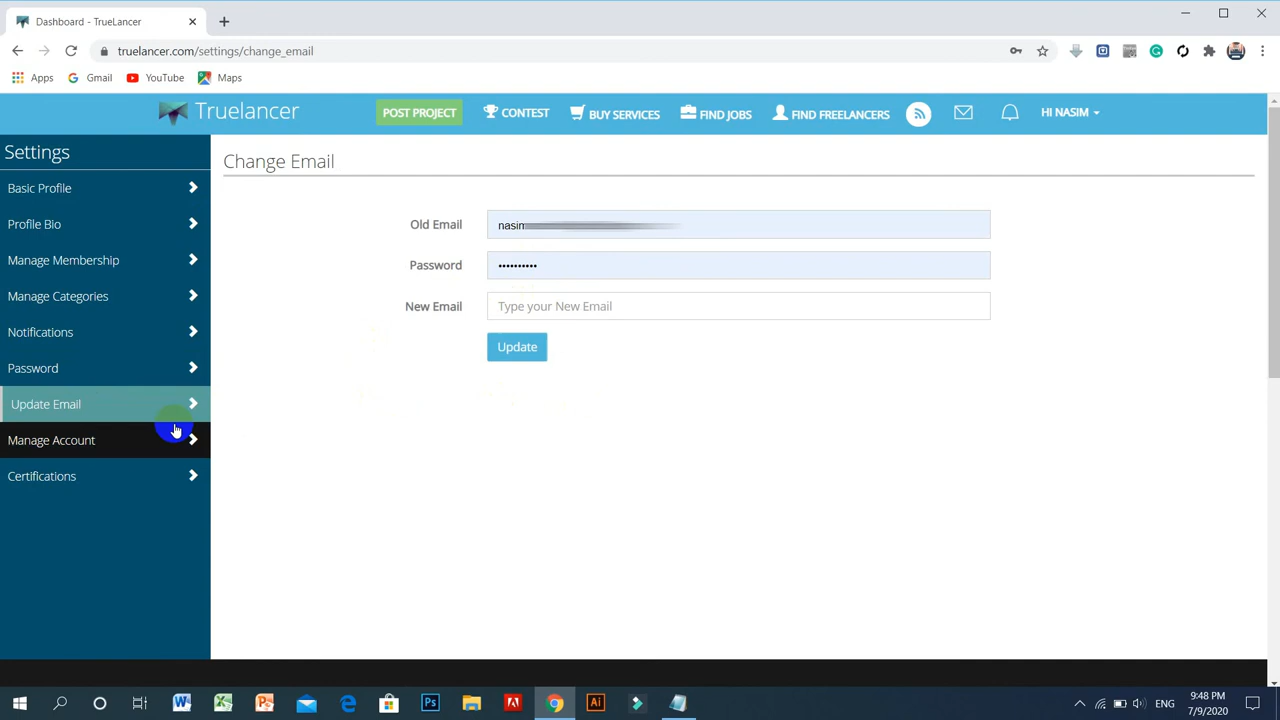 Dashboard - TrueLancer
truelancer.com/settings/change_email
Apps Gmail YouTube Maps
Truelancer POST PROJECT CONTEST BUY SERVICES FIND JOBS FIND FREELANCERS HI NASIM
Settings
Basic Profile
Profile Bio
Manage Membership
Manage Categories
Notifications
Password
Update Email
Manage Account
Certifications
Change Email
Old Email nasim
Password ••••••••••
New Email Type your New Email
Update
ENG
9:48 PM
7/9/2020